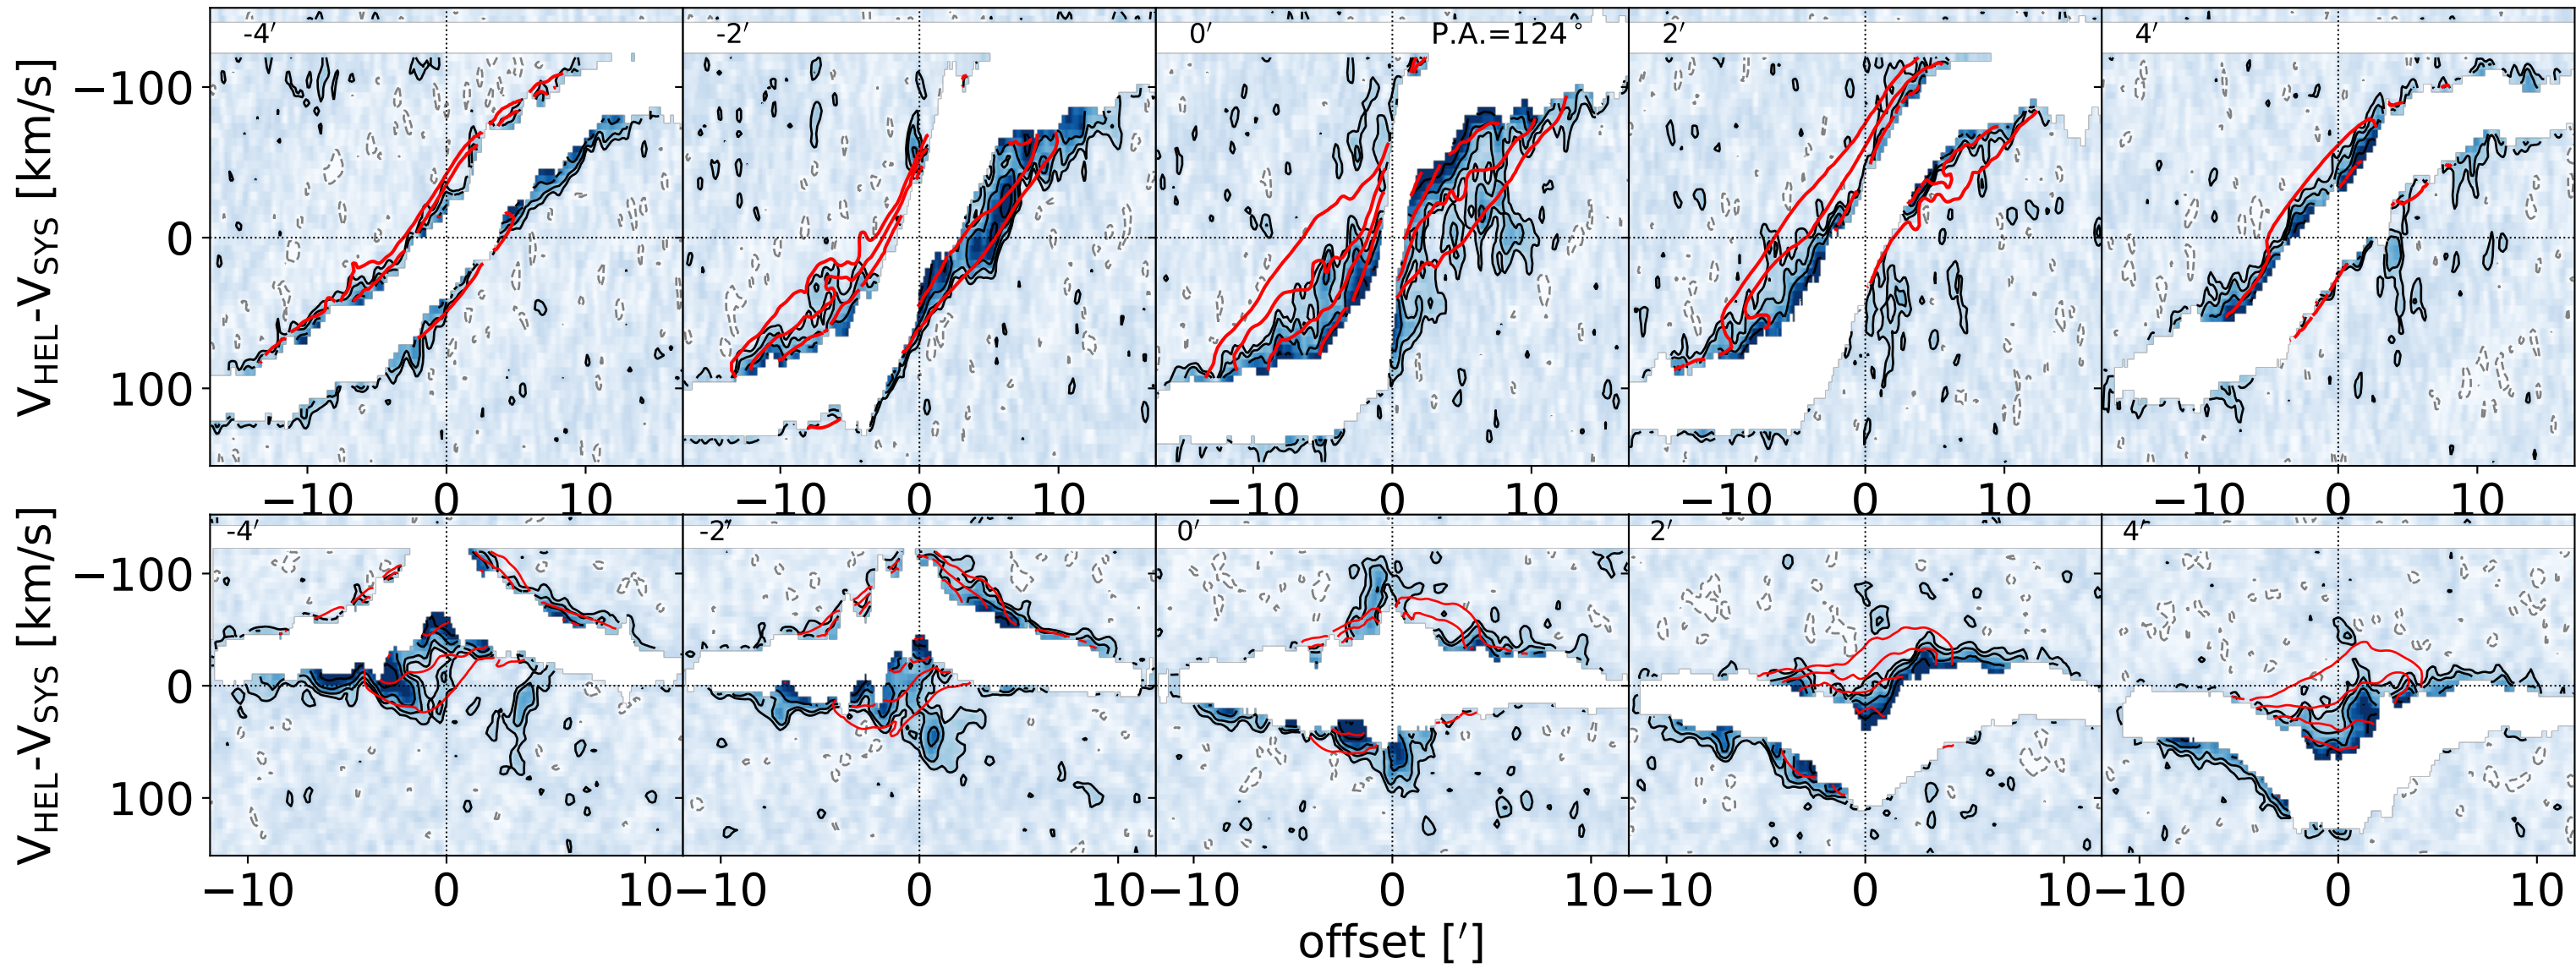 -4′ -2′ 0′ P.A.=124° 2′ 4′
V_HEL-V_SYS [km/s]
−100
0
100
−10 0 10 −10 0 10 −10 0 10 −10 0 10 −10 0 10
-4′ -2′ 0′ 2′ 4′
V_HEL-V_SYS [km/s]
−100
0
100
−10 0 10 −10 0 10 −10 0 10 −10 0 10 −10 0 10
offset [′]